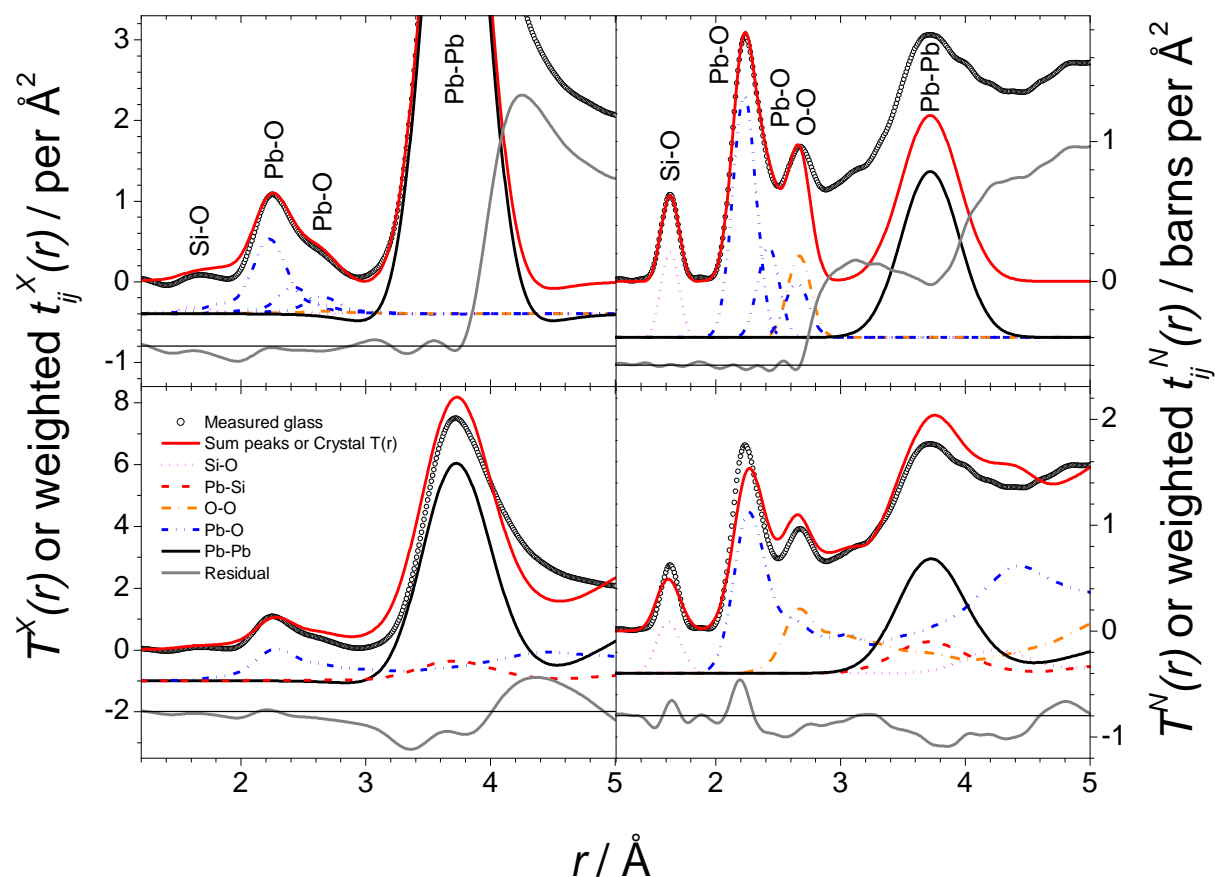 T^X(r) or weighted t_ij^X(r) / per Å^2
3
2
1
0
-1
Si-O
Pb-O
Pb-O
Pb-Pb
Si-O
Pb-O
Pb-O
O-O
Pb-Pb
1
0
8
6
4
2
0
-2
Measured glass
Sum peaks or Crystal T(r)
Si-O
Pb-Si
O-O
Pb-O
Pb-Pb
Residual
2
1
0
-1
2 3 4 2 3 4 5
r / Å
T^N(r) or weighted t_ij^N(r) / barns per Å^2